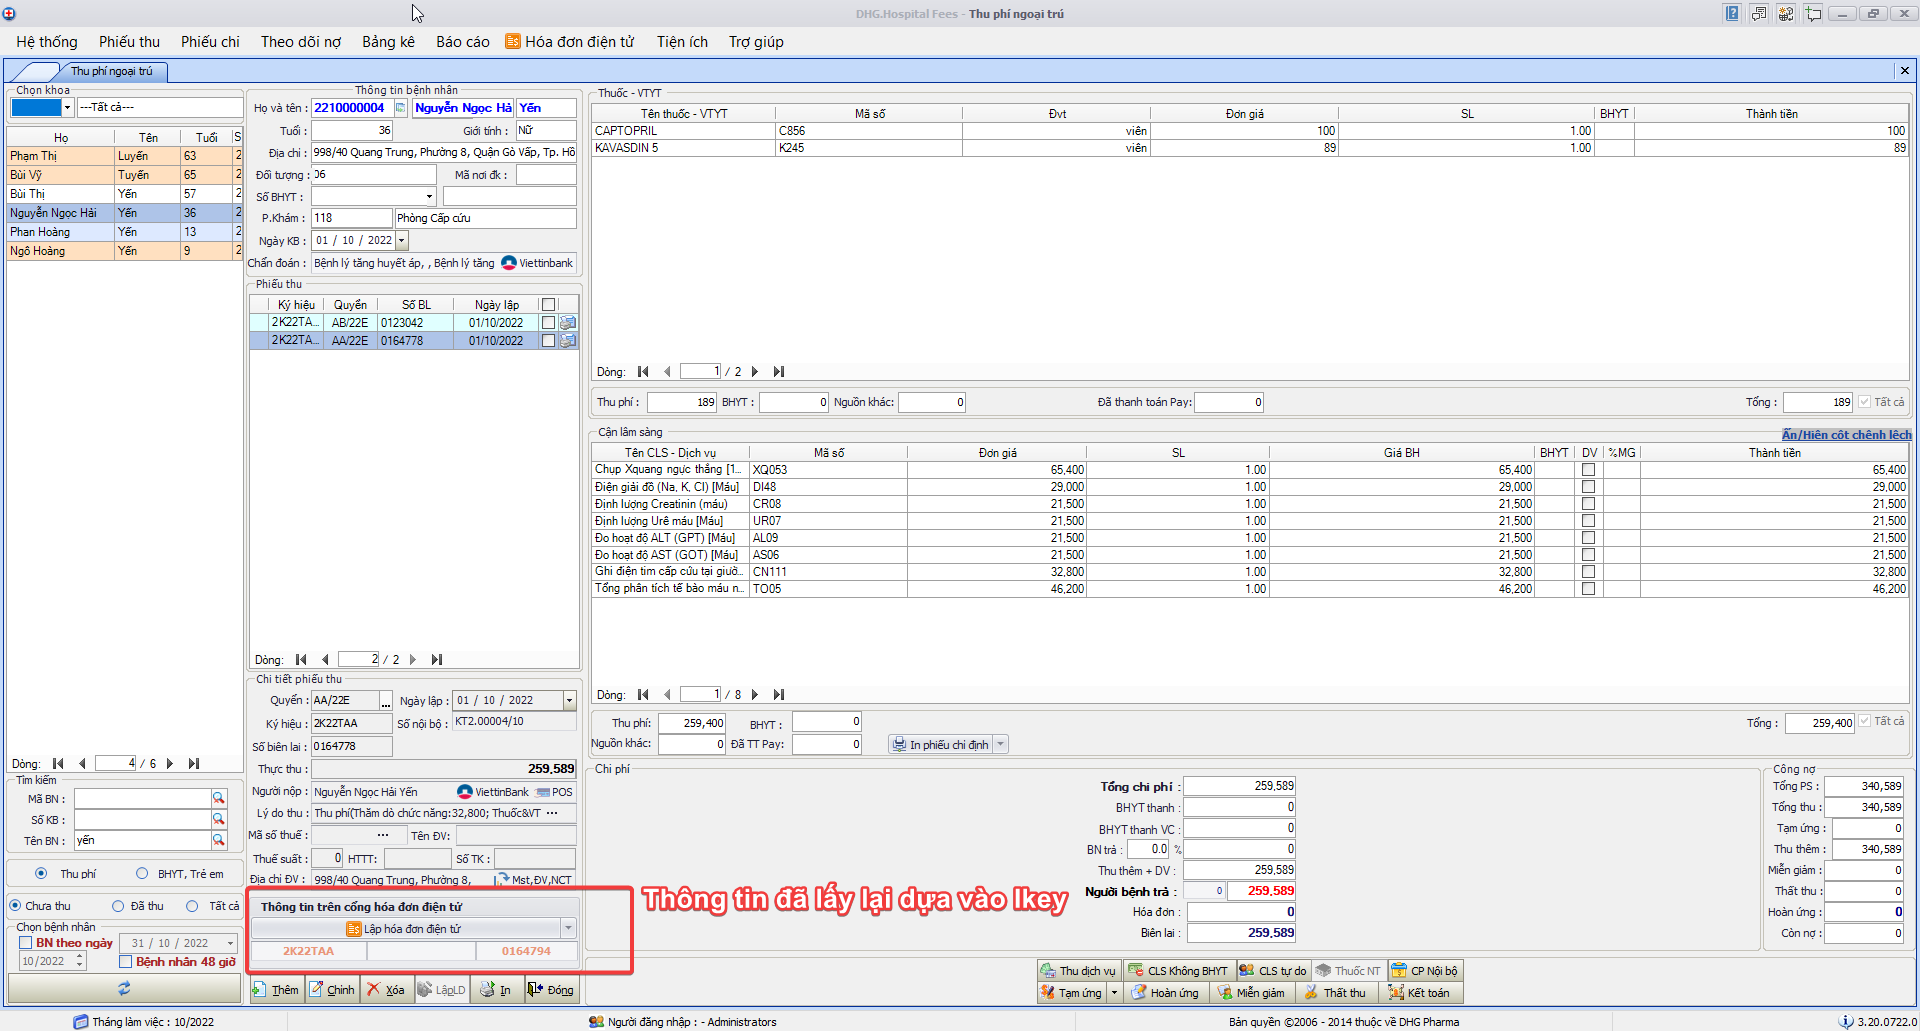 DHG.Hospital Fees - Thu phí ngoại trú
Hệ thống Phiếu thu Phiếu chi Theo dõi nợ Bảng kê Báo cáo Hóa đơn điện tử Tiện ích Trợ giúp
Thu phí ngoại trú
Chọn khoa
---Tất cả---
Họ Tên Tuổi S
Phạm Thị Luyến 63 2
Bùi Vỹ Tuyến 65 2
Bùi Thị Yến 57 2
Nguyễn Ngọc Hải Yến 36 2
Phan Hoàng Yến 13 2
Ngô Hoàng Yến 9 2
Dòng: 4 / 6
Tìm kiếm
Mã BN :
Số KB :
Tên BN : yến
Thu phí BHYT, Trẻ em
Chưa thu Đã thu Tất cả
Chọn bệnh nhân
BN theo ngày 31 / 10 / 2022
10/2022 Bệnh nhân 48 giờ
Thông tin bệnh nhân
Họ và tên : 2210000004 Nguyễn Ngọc Hả Yến
Tuổi : 36 Giới tính : Nữ
Địa chỉ : 998/40 Quang Trung, Phường 8, Quận Gò Vấp, Tp. Hồ
Đối tượng : 06 Mã nơi đk :
Số BHYT :
P.Khám : 118 Phòng Cấp cứu
Ngày KB : 01 / 10 / 2022
Chẩn đoán : Bệnh lý tăng huyết áp, , Bệnh lý tăng Viettinbank
Phiếu thu
Ký hiệu Quyển Số BL Ngày lập
2K22TA... AB/22E 0123042 01/10/2022
2K22TA... AA/22E 0164778 01/10/2022
Dòng: 2 / 2
Chi tiết phiếu thu
Quyển : AA/22E ... Ngày lập : 01 / 10 / 2022
Ký hiệu : 2K22TAA Số nội bộ : KT2.00004/10
Số biên lai : 0164778
Thực thu : 259,589
Người nộp : Nguyễn Ngọc Hải Yến ViettinBank POS
Lý do thu : Thu phí(Thăm dò chức năng:32,800; Thuốc&VT ...
Mã số thuế : ... Tên ĐV:
Thuế suất : 0 HTTT: Số TK :
Địa chỉ ĐV : 998/40 Quang Trung, Phường 8, Mst,ĐV,NCT
Thông tin trên cổng hóa đơn điện tử
Lập hóa đơn điện tử
2K22TAA 0164794
Thông tin đã lấy lại dựa vào Ikey
Thêm Chỉnh Xóa LậpLD In Đóng
Thuốc - VTYT
Tên thuốc - VTYT Mã số Đvt Đơn giá SL BHYT Thành tiền
CAPTOPRIL C856 viên 100 1.00 100
KAVASDIN 5 K245 viên 89 1.00 89
Dòng: 1 / 2
Thu phí : 189 BHYT : 0 Nguồn khác: 0 Đã thanh toán Pay: 0 Tổng : 189 Tất cả
Cận lâm sàng
Ẩn/Hiện cột chênh lệch
Tên CLS - Dịch vụ Mã số Đơn giá SL Giá BH BHYT DV %MG Thành tiền
Chụp Xquang ngực thẳng [1... XQ053 65,400 1.00 65,400 65,400
Điện giải đồ (Na, K, Cl) [Máu] DI48 29,000 1.00 29,000 29,000
Định lượng Creatinin (máu) CR08 21,500 1.00 21,500 21,500
Định lượng Urê máu [Máu] UR07 21,500 1.00 21,500 21,500
Đo hoạt độ ALT (GPT) [Máu] AL09 21,500 1.00 21,500 21,500
Đo hoạt độ AST (GOT) [Máu] AS06 21,500 1.00 21,500 21,500
Ghi điện tim cấp cứu tại giườ... CN111 32,800 1.00 32,800 32,800
Tổng phân tích tế bào máu n... TO05 46,200 1.00 46,200 46,200
Dòng: 1 / 8
Thu phí: 259,400 BHYT : 0 Tổng : 259,400 Tất cả
Nguồn khác: 0 Đã TT Pay: 0 In phiếu chỉ định
Chi phí
Tổng chi phí : 259,589
BHYT thanh : 0
BHYT thanh VC : 0
BN trả : 0.0 % 0
Thu thêm + DV : 259,589
Người bệnh trả : 0 259,589
Hóa đơn : 0
Biên lai : 259,589
Công nợ
Tổng PS : 340,589
Tổng thu : 340,589
Tạm ứng : 0
Thu thêm : 340,589
Miễn giảm : 0
Thất thu : 0
Hoàn ứng : 0
Còn nợ : 0
Thu dịch vụ CLS Không BHYT CLS tự do Thuốc NT CP Nội bộ
Tạm ứng Hoàn ứng Miễn giảm Thất thu Kết toán
Tháng làm việc : 10/2022 Người đăng nhập : - Administrators Bản quyền ©2006 - 2014 thuộc về DHG Pharma 3.20.0722.0